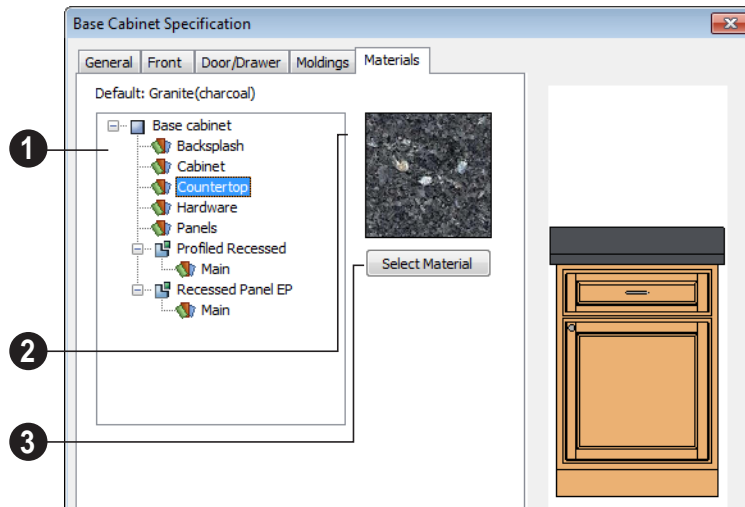 Base Cabinet Specification
General Front Door/Drawer Moldings Materials
Default: Granite(charcoal)
Base cabinet
1
Backsplash
Cabinet
Countertop
Hardware
Panels
Profiled Recessed
Main
Recessed Panel EP
Main
Select Material
2
3